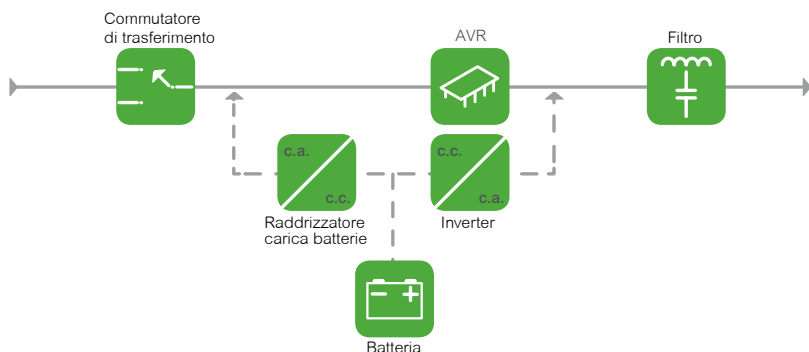 Commutatore
di trasferimento
AVR
Filtro
c.a.
c.c.
Raddrizzatore
carica batterie
c.c.
c.a.
Inverter
Batteria